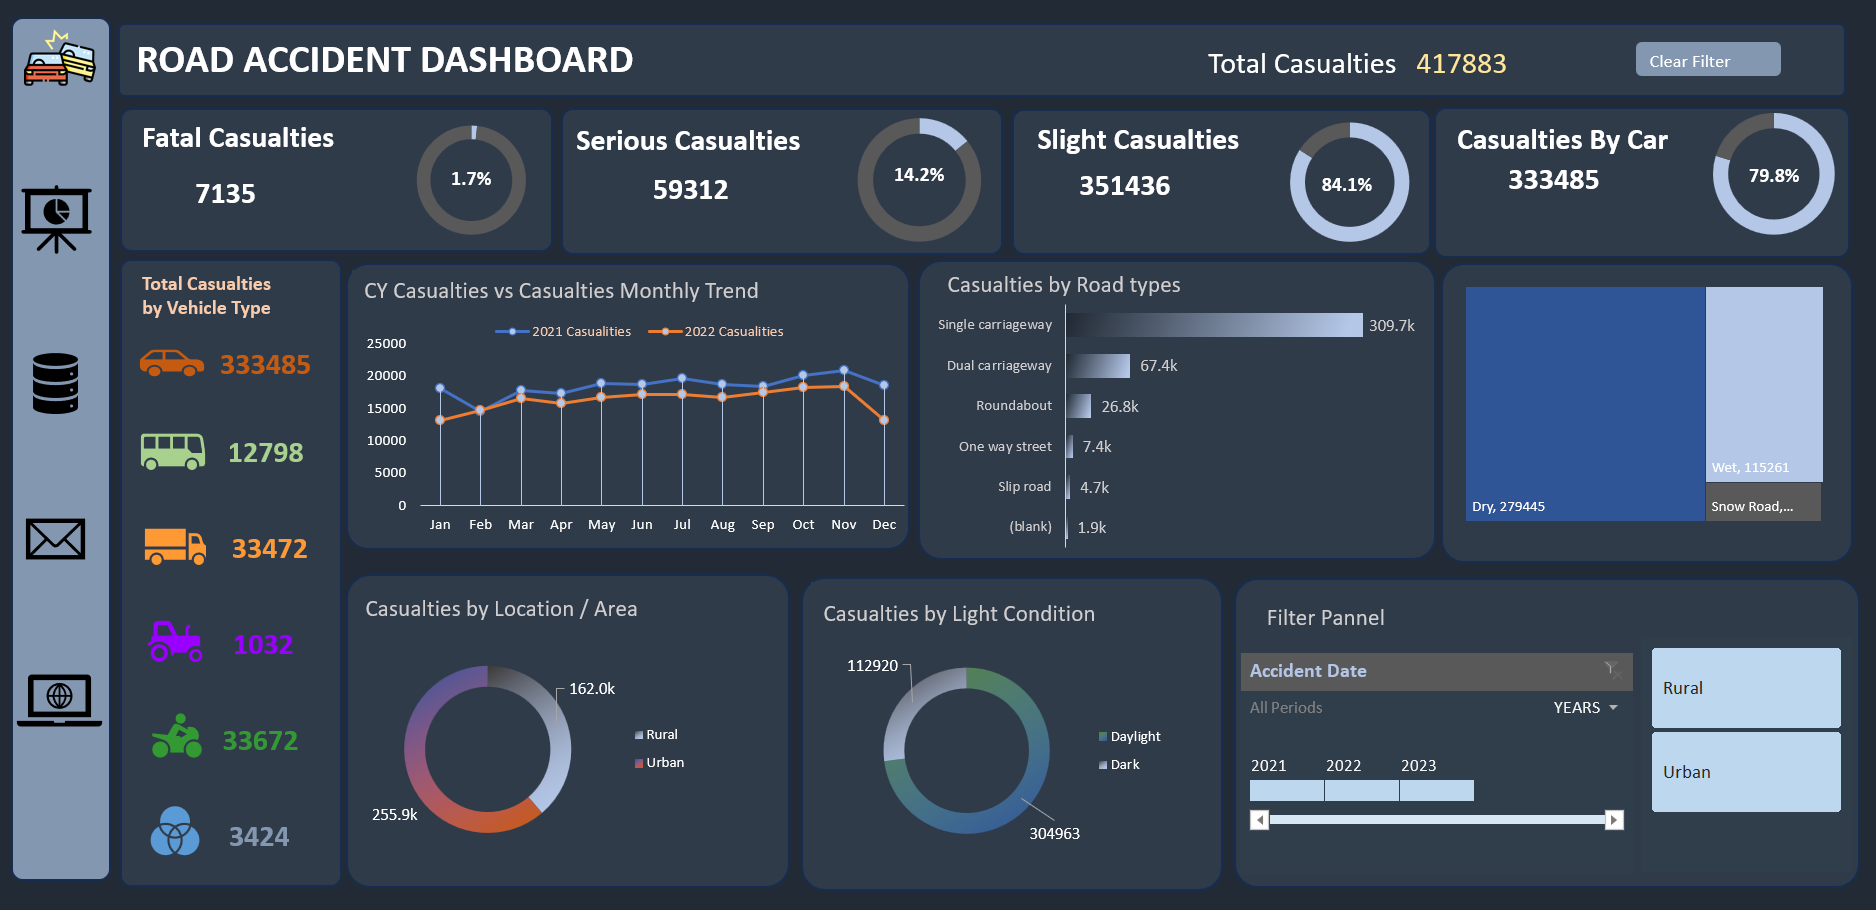 ROAD ACCIDENT DASHBOARD
Total Casualties 417883
Clear Filter
Fatal Casualties
7135
1.7%
Serious Casualties
59312
14.2%
Slight Casualties
351436
84.1%
Casualties By Car
333485
79.8%
Total Casualties
by Vehicle Type
333485
12798
33472
1032
33672
3424
CY Casualties vs Casualties Monthly Trend
2021 Casualities 2022 Casualities
25000
20000
15000
10000
5000
0
Jan Feb Mar Apr May Jun Jul Aug Sep Oct Nov Dec
Casualties by Road types
Single carriageway 309.7k
Dual carriageway 67.4k
Roundabout 26.8k
One way street 7.4k
Slip road 4.7k
(blank) 1.9k
Wet, 115261
Dry, 279445
Snow Road,...
Casualties by Location / Area
162.0k
Rural
Urban
255.9k
Casualties by Light Condition
112920
Daylight
Dark
304963
Filter Pannel
Accident Date
All Periods YEARS
2021 2022 2023
Rural
Urban